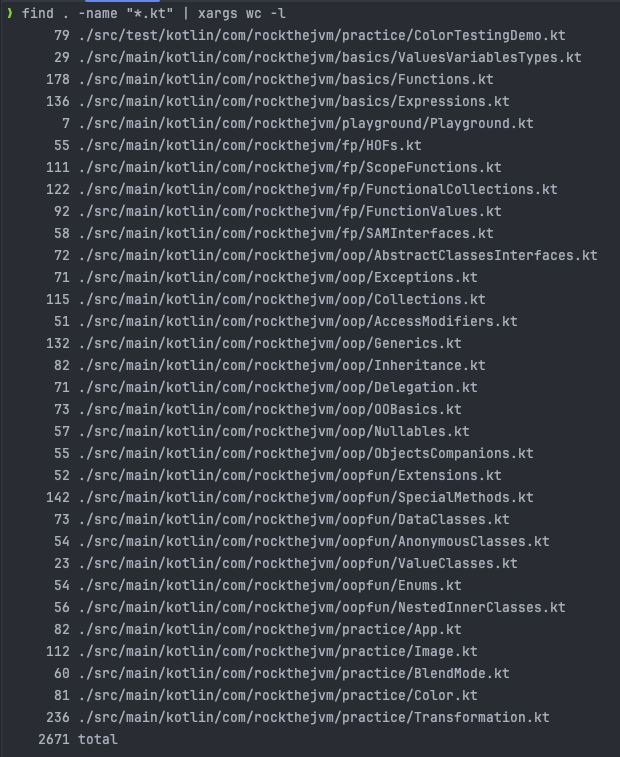 ❯ find . -name "*.kt" | xargs wc -l
79 ./src/test/kotlin/com/rockthejvm/practice/ColorTestingDemo.kt
29 ./src/main/kotlin/com/rockthejvm/basics/ValuesVariablesTypes.kt
178 ./src/main/kotlin/com/rockthejvm/basics/Functions.kt
136 ./src/main/kotlin/com/rockthejvm/basics/Expressions.kt
7 ./src/main/kotlin/com/rockthejvm/playground/Playground.kt
55 ./src/main/kotlin/com/rockthejvm/fp/HOFs.kt
111 ./src/main/kotlin/com/rockthejvm/fp/ScopeFunctions.kt
122 ./src/main/kotlin/com/rockthejvm/fp/FunctionalCollections.kt
92 ./src/main/kotlin/com/rockthejvm/fp/FunctionValues.kt
58 ./src/main/kotlin/com/rockthejvm/fp/SAMInterfaces.kt
72 ./src/main/kotlin/com/rockthejvm/oop/AbstractClassesInterfaces.kt
71 ./src/main/kotlin/com/rockthejvm/oop/Exceptions.kt
115 ./src/main/kotlin/com/rockthejvm/oop/Collections.kt
51 ./src/main/kotlin/com/rockthejvm/oop/AccessModifiers.kt
132 ./src/main/kotlin/com/rockthejvm/oop/Generics.kt
82 ./src/main/kotlin/com/rockthejvm/oop/Inheritance.kt
71 ./src/main/kotlin/com/rockthejvm/oop/Delegation.kt
73 ./src/main/kotlin/com/rockthejvm/oop/OOBasics.kt
57 ./src/main/kotlin/com/rockthejvm/oop/Nullables.kt
55 ./src/main/kotlin/com/rockthejvm/oop/ObjectsCompanions.kt
52 ./src/main/kotlin/com/rockthejvm/oopfun/Extensions.kt
142 ./src/main/kotlin/com/rockthejvm/oopfun/SpecialMethods.kt
73 ./src/main/kotlin/com/rockthejvm/oopfun/DataClasses.kt
54 ./src/main/kotlin/com/rockthejvm/oopfun/AnonymousClasses.kt
23 ./src/main/kotlin/com/rockthejvm/oopfun/ValueClasses.kt
54 ./src/main/kotlin/com/rockthejvm/oopfun/Enums.kt
56 ./src/main/kotlin/com/rockthejvm/oopfun/NestedInnerClasses.kt
82 ./src/main/kotlin/com/rockthejvm/practice/App.kt
112 ./src/main/kotlin/com/rockthejvm/practice/Image.kt
60 ./src/main/kotlin/com/rockthejvm/practice/BlendMode.kt
81 ./src/main/kotlin/com/rockthejvm/practice/Color.kt
236 ./src/main/kotlin/com/rockthejvm/practice/Transformation.kt
2671 total